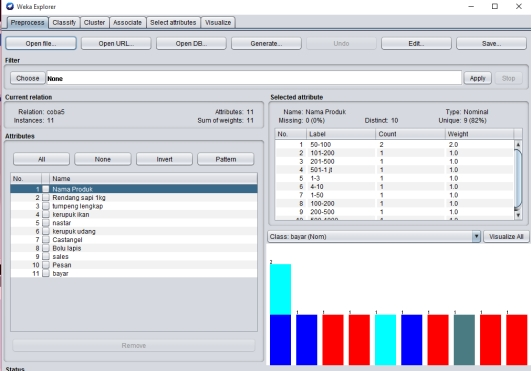 Weka Explorer
Preprocess Classify Cluster Associate Select attributes Visualize
Open file... Open URL... Open DB... Generate... Undo Edit... Save...
Filter
Choose None Apply Stop
Current relation
Relation: coba5 Attributes: 11
Instances: 11 Sum of weights: 11
Selected attribute
Name: Nama Produk Type: Nominal
Missing: 0 (0%) Distinct: 10 Unique: 9 (82%)
Attributes
All None Invert Pattern
No. Name
1 Nama Produk
2 Rendang sapi 1kg
3 tumpeng lengkap
4 kerupuk ikan
5 nastar
6 kerupuk udang
7 Castangel
8 Bolu lapis
9 sales
10 Pesan
11 bayar
Remove
No. Label Count Weight
1 50-100 2 2.0
2 101-200 1 1.0
3 201-500 1 1.0
4 501-1 jt 1 1.0
5 1-3 1 1.0
6 4-10 1 1.0
7 1-50 1 1.0
8 100-200 1 1.0
9 200-500 1 1.0
Class: bayar (Nom) Visualize All
2
1 1 1 1 1 1 1 1 1
Status